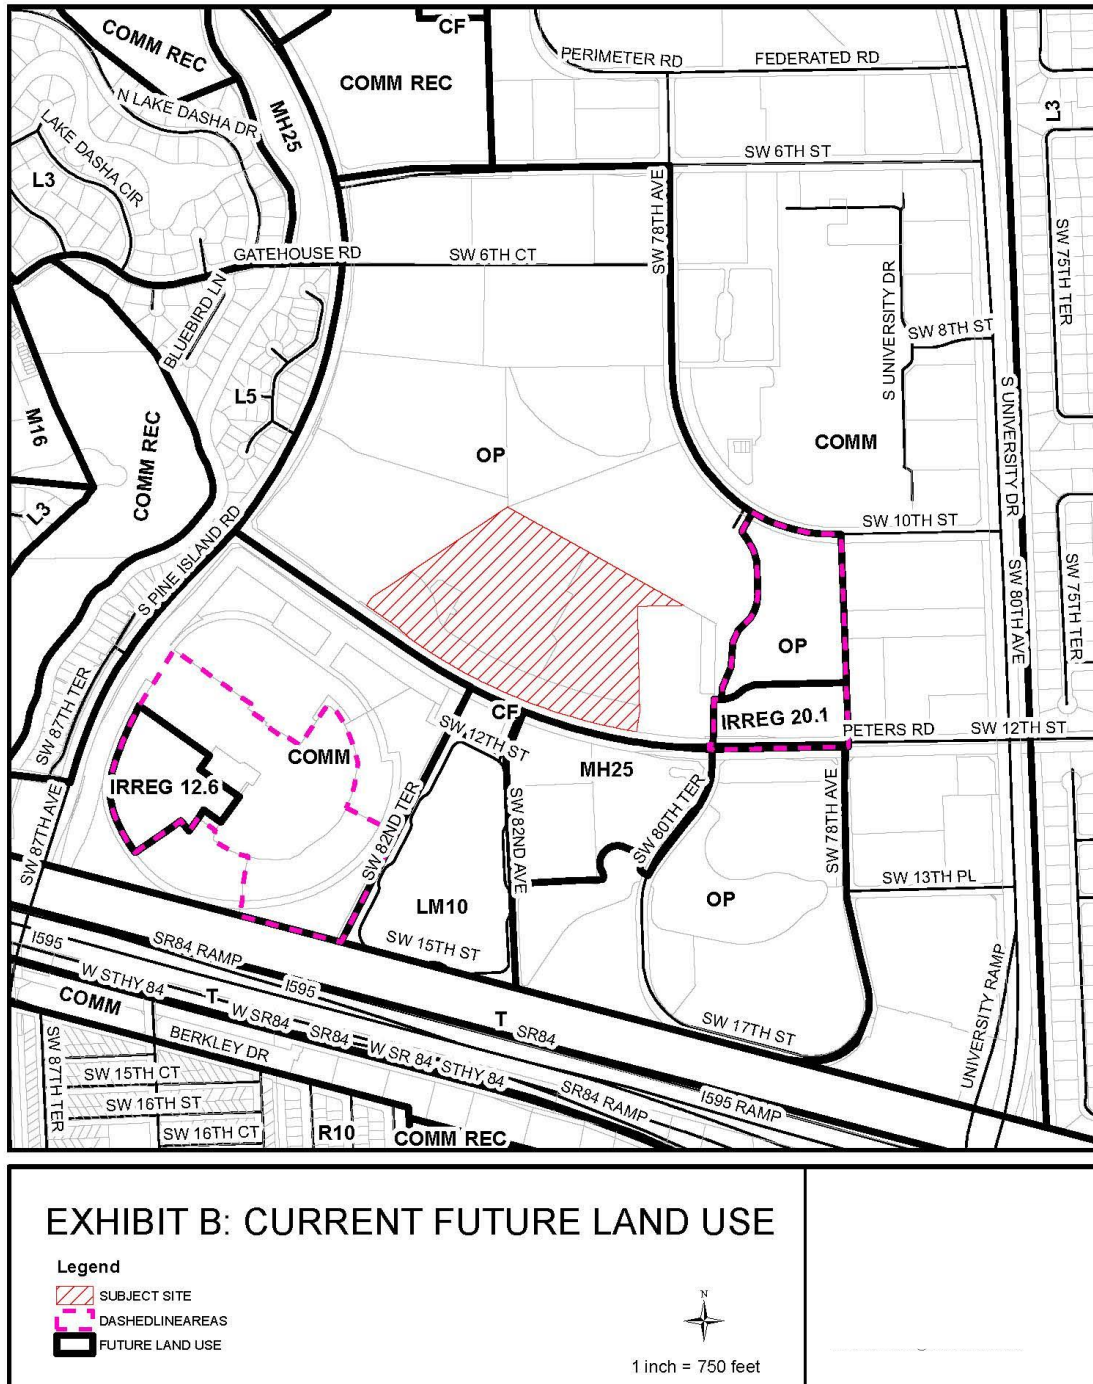 COMM REC
CF
COMM REC
PERIMETER RD
FEDERATED RD
N LAKE DASHA DR
MH25
LAKE DASHA CIR
L3
L3
SW 6TH ST
SW 78TH AVE
GATEHOUSE RD
SW 6TH CT
SW 75TH TER
BLUEBIRD LN
S UNIVERSITY DR
SW 8TH ST
L5
M16
COMM REC
S UNIVERSITY DR
OP
COMM
L3
S PINE ISLAND RD
SW 10TH ST
SW 80TH AVE
SW 75TH TER
OP
SW 87TH TER
CF
SW 12TH ST
IRREG 20.1
PETERS RD
SW 12TH ST
COMM
MH25
IRREG 12.6
SW 82ND TER
SW 82ND AVE
SW 80TH TER
SW 78TH AVE
SW 87TH AVE
SW 13TH PL
OP
LM10
SW 15TH ST
I595
SR84 RAMP
I595
W STHY 84
T
COMM
W SR84
SR84
W SR 84
STHY 84
T
SR84
SW 17TH ST
UNIVERSITY RAMP
BERKLEY DR
SW 87TH TER
SW 15TH CT
SW 16TH ST
SW 16TH CT
R10
COMM REC
SR84 RAMP
I595 RAMP
EXHIBIT B: CURRENT FUTURE LAND USE
Legend
SUBJECT SITE
DASHEDLINEAREAS
FUTURE LAND USE
N
1 inch = 750 feet